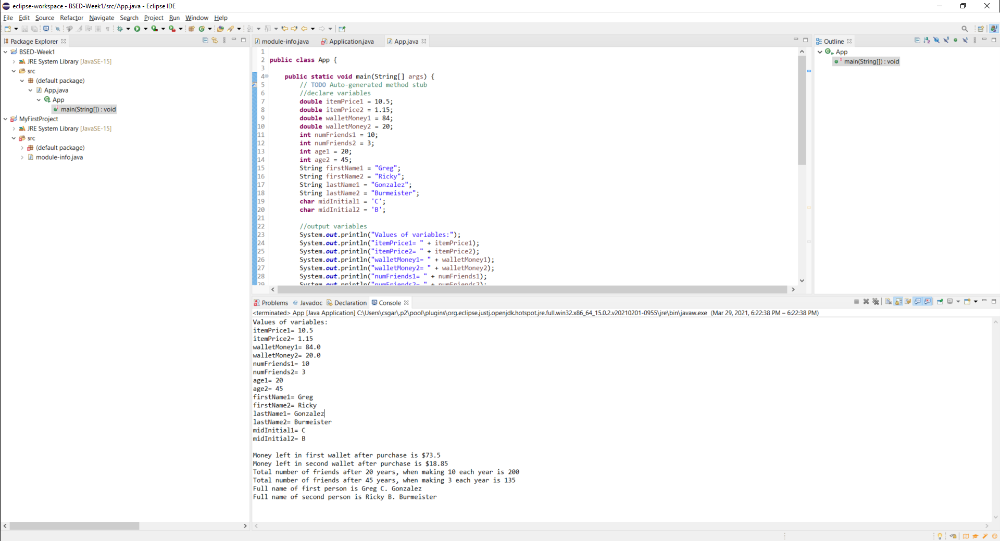 eclipse-workspace - BSED-Week1/src/App.java - Eclipse IDE
File Edit Source Refactor Navigate Search Project Run Window Help
Package Explorer
BSED-Week1
JRE System Library [JavaSE-15]
src
(default package)
App.java
App
main(String[]) : void
MyFirstProject
JRE System Library [JavaSE-15]
src
(default package)
module-info.java
module-info.java Application.java App.java
1
2 public class App {
3
4 public static void main(String[] args) {
5 // TODO Auto-generated method stub
6 //declare variables
7 double itemPrice1 = 10.5;
8 double itemPrice2 = 1.15;
9 double walletMoney1 = 84;
10 double walletMoney2 = 20;
11 int numFriends1 = 10;
12 int numFriends2 = 3;
13 int age1 = 20;
14 int age2 = 45;
15 String firstName1 = "Greg";
16 String firstName2 = "Ricky";
17 String lastName1 = "Gonzalez";
18 String lastName2 = "Burmeister";
19 char midInitial1 = 'C';
20 char midInitial2 = 'B';
21
22 //output variables
23 System.out.println("Values of variables:");
24 System.out.println("itemPrice1= " + itemPrice1);
25 System.out.println("itemPrice2= " + itemPrice2);
26 System.out.println("walletMoney1= " + walletMoney1);
27 System.out.println("walletMoney2= " + walletMoney2);
28 System.out.println("numFriends1= " + numFriends1);
29 System.out.println("numFriends2= " + numFriends2);
Outline
App
main(String[]) : void
Problems Javadoc Declaration Console
<terminated> App [Java Application] C:\Users\csgar\.p2\pool\plugins\org.eclipse.justj.openjdk.hotspot.jre.full.win32.x86_64_15.0.2.v20210201-0955\jre\bin\javaw.exe (Mar 29, 2021, 6:22:38 PM – 6:22:38 PM)
Values of variables:
itemPrice1= 10.5
itemPrice2= 1.15
walletMoney1= 84.0
walletMoney2= 20.0
numFriends1= 10
numFriends2= 3
age1= 20
age2= 45
firstName1= Greg
firstName2= Ricky
lastName1= Gonzalez
lastName2= Burmeister
midInitial1= C
midInitial2= B
Money left in first wallet after purchase is $73.5
Money left in second wallet after purchase is $18.85
Total number of friends after 20 years, when making 10 each year is 200
Total number of friends after 45 years, when making 3 each year is 135
Full name of first person is Greg C. Gonzalez
Full name of second person is Ricky B. Burmeister